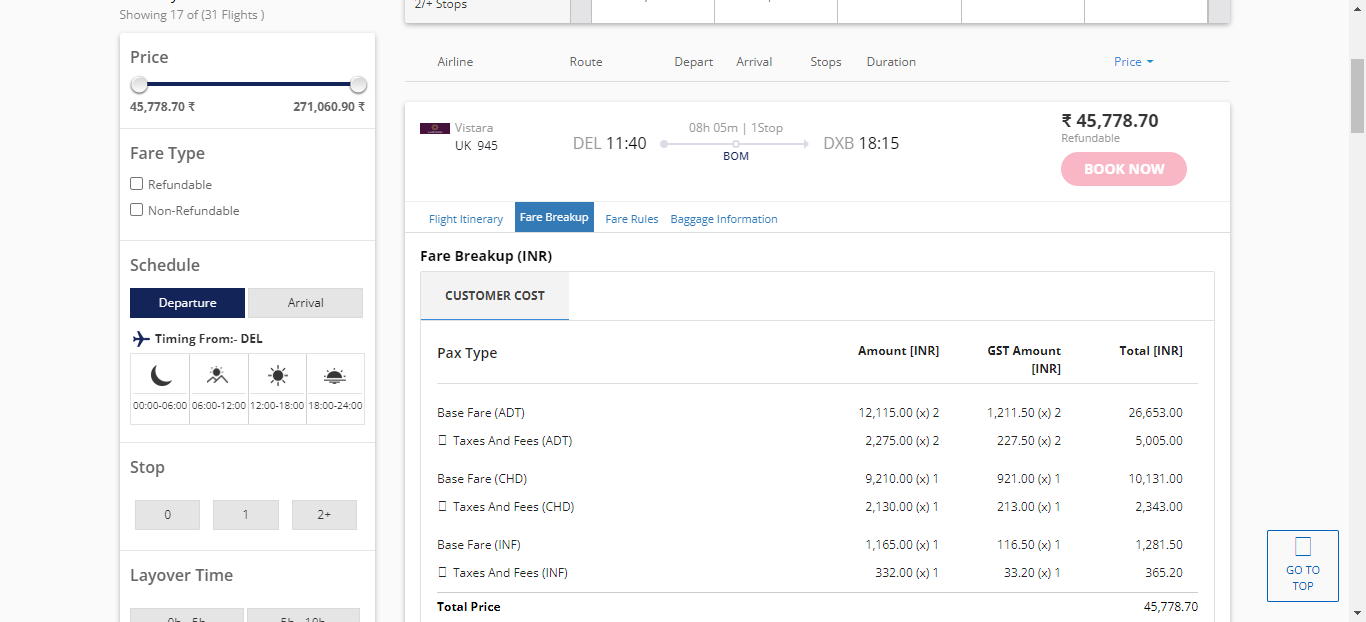 2/+ Stops
Showing 17 of (31 Flights )
Price
45,778.70 ₹ 271,060.90 ₹
Fare Type
Refundable
Non-Refundable
Schedule
Departure Arrival
Timing From:- DEL
00:00-06:00 06:00-12:00 12:00-18:00 18:00-24:00
Stop
0 1 2+
Layover Time
Airline Route Depart Arrival Stops Duration Price
Vistara
UK 945
DEL 11:40
08h 05m | 1Stop
BOM
DXB 18:15
₹ 45,778.70
Refundable
BOOK NOW
Flight Itinerary Fare Breakup Fare Rules Baggage Information
Fare Breakup (INR)
CUSTOMER COST
Pax Type Amount [INR] GST Amount [INR] Total [INR]
Base Fare (ADT) 12,115.00 (x) 2 1,211.50 (x) 2 26,653.00
Taxes And Fees (ADT) 2,275.00 (x) 2 227.50 (x) 2 5,005.00
Base Fare (CHD) 9,210.00 (x) 1 921.00 (x) 1 10,131.00
Taxes And Fees (CHD) 2,130.00 (x) 1 213.00 (x) 1 2,343.00
Base Fare (INF) 1,165.00 (x) 1 116.50 (x) 1 1,281.50
Taxes And Fees (INF) 332.00 (x) 1 33.20 (x) 1 365.20
Total Price 45,778.70
GO TO
TOP